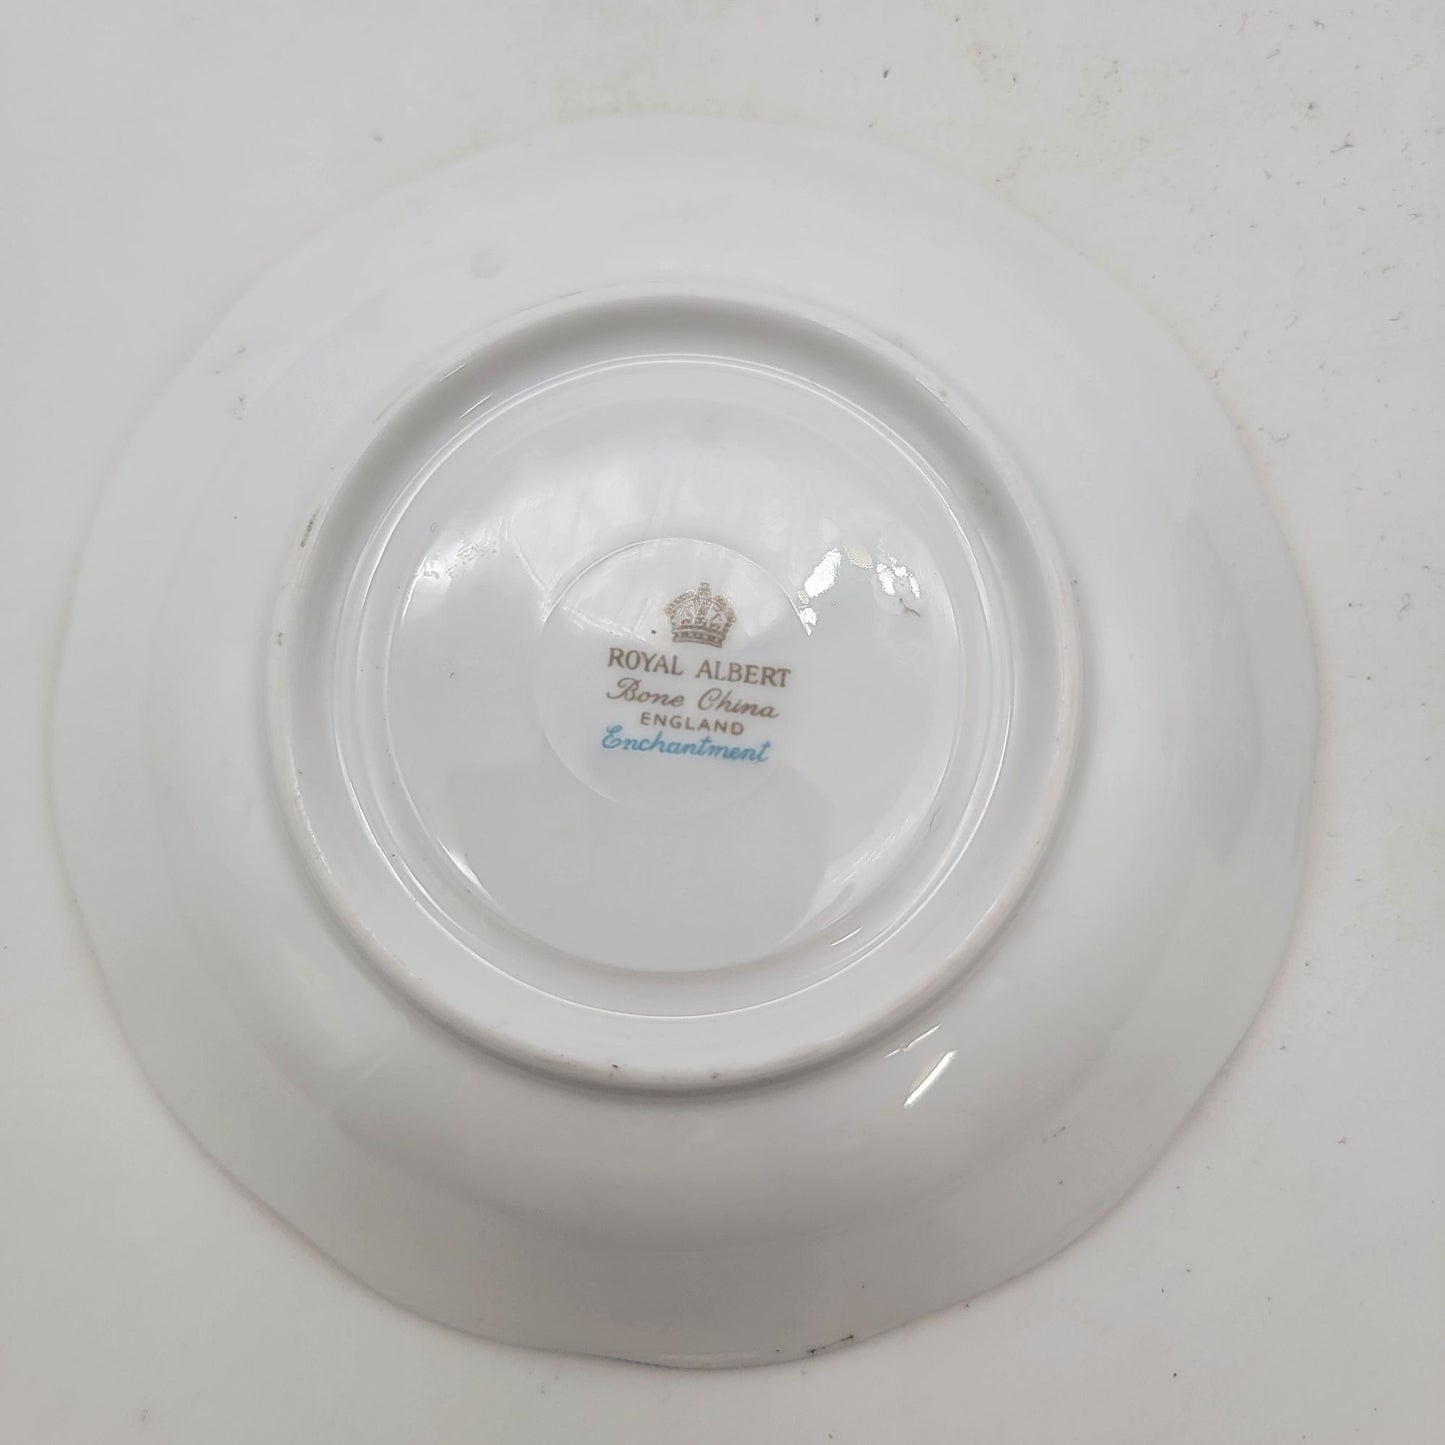 ROYAL ALBERT
Bone China
ENGLAND
Enchantment